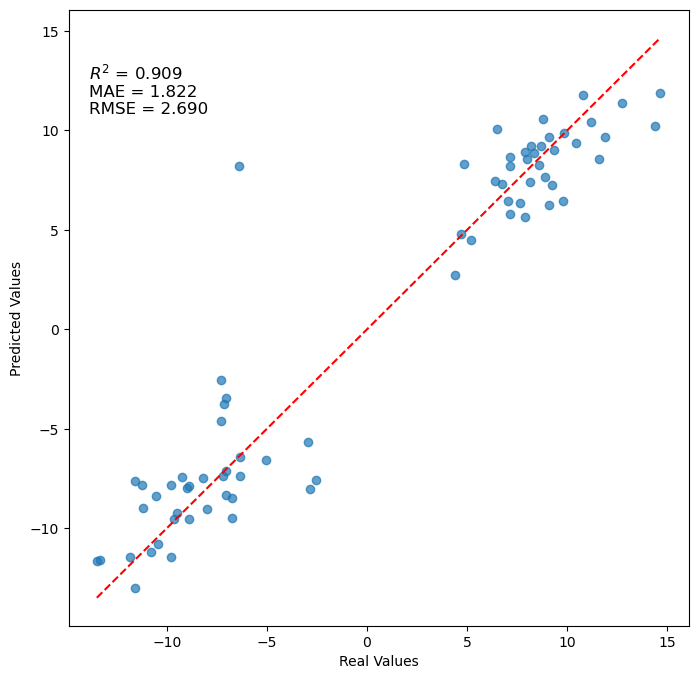 15
10
5
0
−5
−10
R² = 0.909
MAE = 1.822
RMSE = 2.690
Predicted Values
−10
−5
0
5
10
15
Real Values